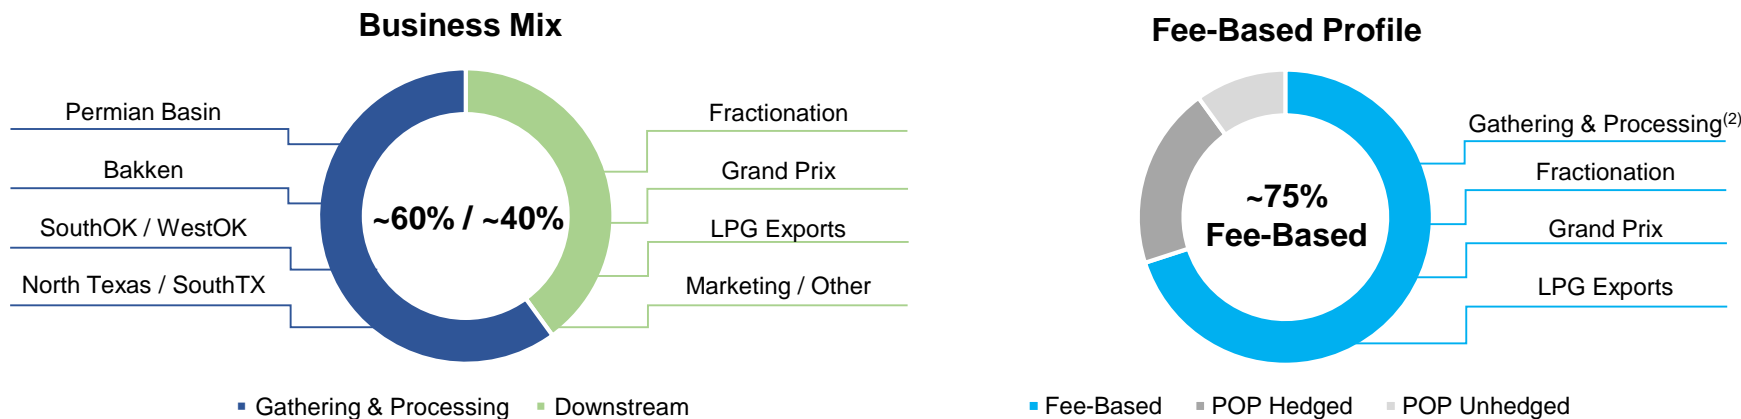 Business Mix
Permian Basin
Bakken
SouthOK / WestOK
North Texas / SouthTX
~60% / ~40%
Fractionation
Grand Prix
LPG Exports
Marketing / Other
Gathering & Processing
Downstream
Fee-Based Profile
~75%
Fee-Based
Gathering & Processing(2)
Fractionation
Grand Prix
LPG Exports
Fee-Based
POP Hedged
POP Unhedged